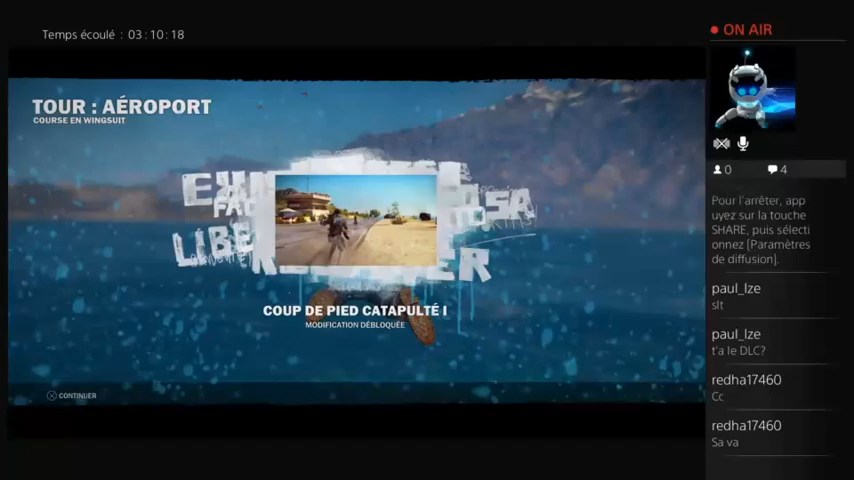 Temps écoulé : 03:10:18
ON AIR
TOUR : AÉROPORT
COURSE EN WINGSUIT
LIBE
COUP DE PIED CATAPULTÉ I
MODIFICATION DÉBLOQUÉE
CONTINUER
0
4
Pour l'arrêter, app
uyez sur la touche
SHARE, puis sélecti
onnez [Paramètres
de diffusion].
paul_lze
slt
paul_lze
t'a le DLC?
redha17460
Cc
redha17460
Sa va